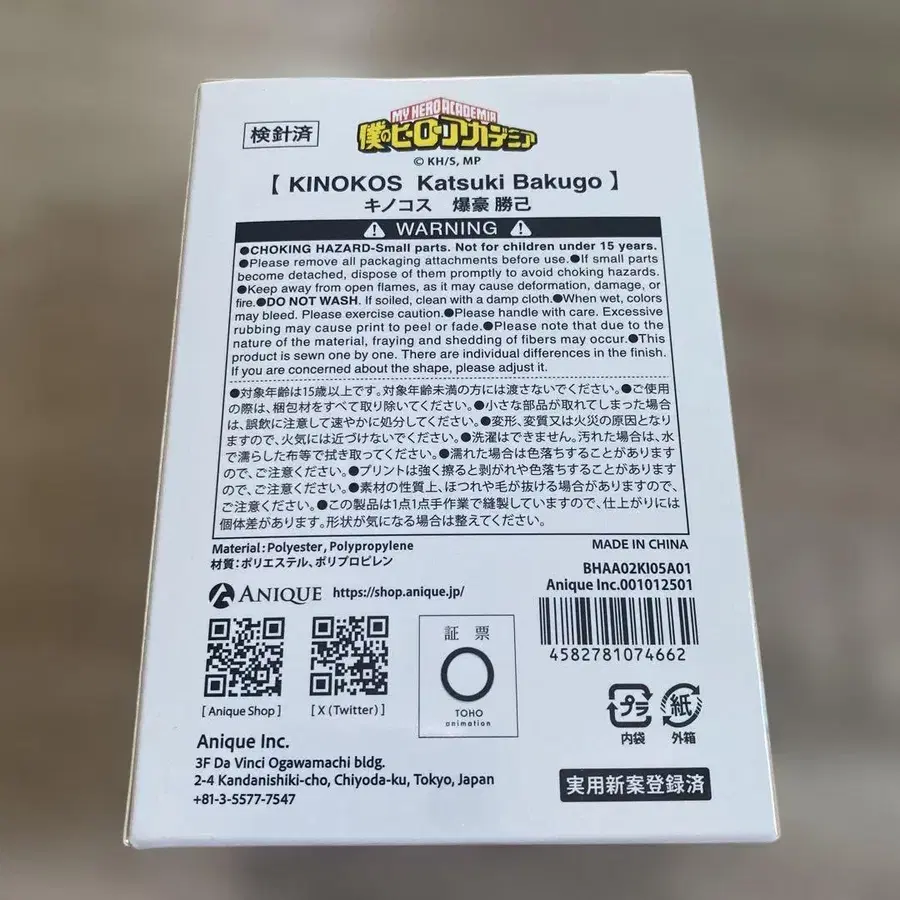 検針済
MY HERO ACADEMIA
僕のヒーローアカデミア
© KH/S, MP
【 KINOKOS Katsuki Bakugo 】
キノコス 爆豪 勝己
WARNING
●CHOKING HAZARD-Small parts. Not for children under 15 years.
●Please remove all packaging attachments before use.●If small parts
become detached, dispose of them promptly to avoid choking hazards.
●Keep away from open flames, as it may cause deformation, damage, or
fire.●DO NOT WASH. If soiled, clean with a damp cloth.●When wet, colors
may bleed. Please exercise caution.●Please handle with care. Excessive
rubbing may cause print to peel or fade.●Please note that due to the
nature of the material, fraying and shedding of fibers may occur.●This
product is sewn one by one. There are individual differences in the finish.
If you are concerned about the shape, please adjust it.
●対象年齢は15歳以上です。対象年齢未満の方には渡さないでください。●ご使用
の際は、梱包材をすべて取り除いてください。●小さな部品が取れてしまった場合
は、誤飲に注意して速やかに処分してください。●変形、変質又は火災の原因となり
ますので、火気には近づけないでください。●洗濯はできません。汚れた場合は、水
で濡らした布等で拭き取ってください。●濡れた場合は色落ちすることがあります
ので、ご注意ください。●プリントは強く擦ると剥がれや色落ちすることがあります
ので、ご注意ください。●素材の性質上、ほつれや毛が抜ける場合がありますので、
ご注意ください。●この製品は1点1点手作業で縫製していますので、仕上がりには
個体差があります。形状が気になる場合は整えてください。
Material : Polyester , Polypropylene
材質：ポリエステル、ポリプロピレン
MADE IN CHINA
BHAA02KI05A01
Anique Inc.001012501
ANIQUE https://shop.anique.jp/
4582781074662
[ Anique Shop ]
[ X (Twitter) ]
証 票
TOHO
animation
プラ
内袋
紙
外箱
Anique Inc.
3F Da Vinci Ogawamachi bldg.
2-4 Kandanishiki-cho, Chiyoda-ku, Tokyo, Japan
+81-3-5577-7547
実用新案登録済